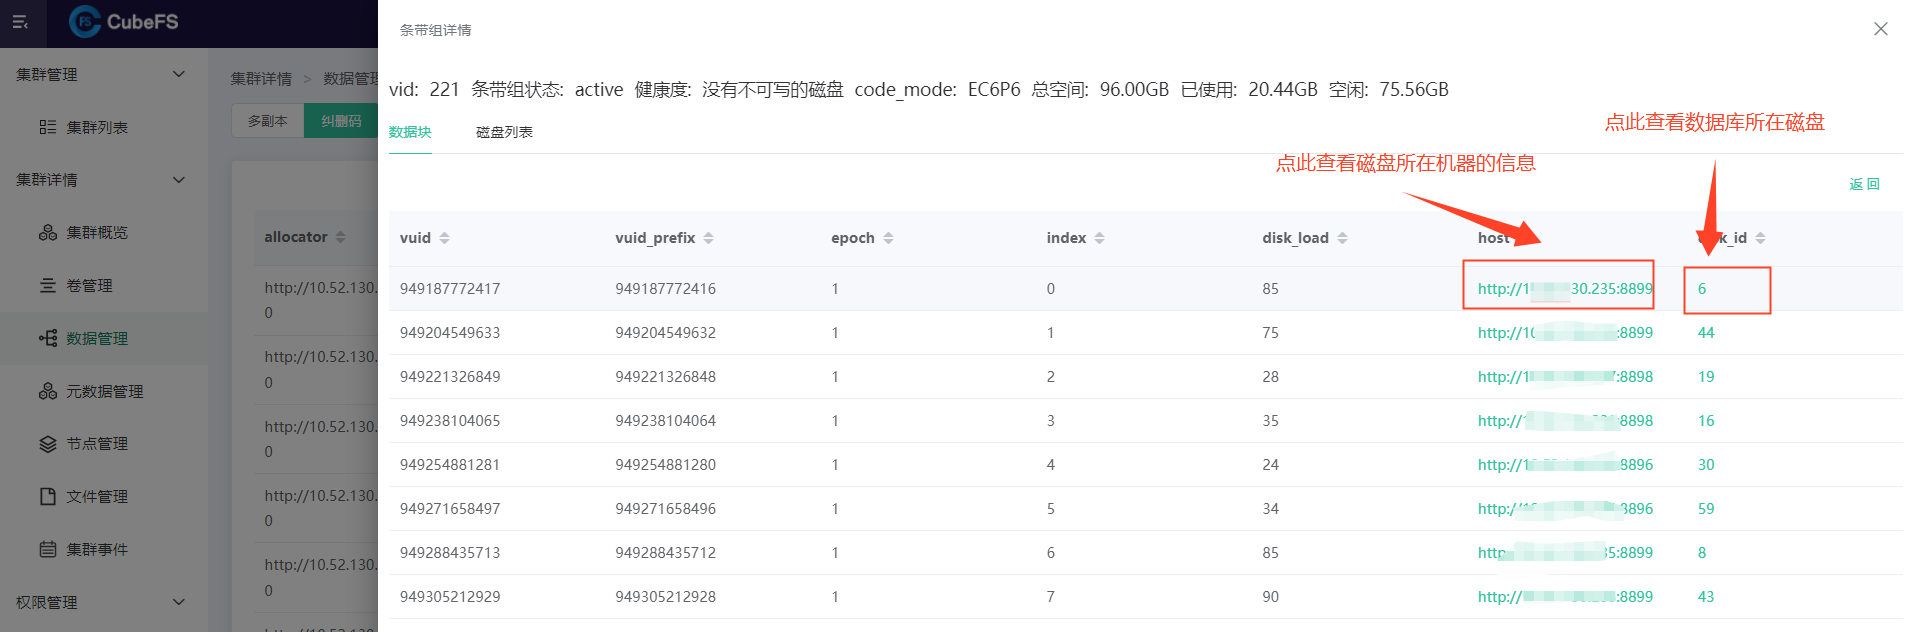 CubeFS
集群管理
集群列表
集群详情
集群概览
卷管理
数据管理
元数据管理
节点管理
文件管理
集群事件
权限管理
集群详情 > 数据管理
多副本 纠删码
allocator
http://10.52.130.
0
http://10.52.130.
0
http://10.52.130.
0
http://10.52.130.
0
http://10.52.130.
0
条带组详情
vid: 221 条带组状态: active 健康度: 没有不可写的磁盘 code_mode: EC6P6 总空间: 96.00GB 已使用: 20.44GB 空闲: 75.56GB
点此查看数据库所在磁盘
数据块 磁盘列表
点此查看磁盘所在机器的信息
返回
vuid vuid_prefix epoch index disk_load host k_id
949187772417 949187772416 1 0 85 http://1 30.235:8899 6
949204549633 949204549632 1 1 75 http://10 :8899 44
949221326849 949221326848 1 2 28 http://1 :8898 19
949238104065 949238104064 1 3 35 http://1 :8898 16
949254881281 949254881280 1 4 24 http://1 :8896 30
949271658497 949271658496 1 5 34 http:/ 8896 59
949288435713 949288435712 1 6 85 http 5:8899 8
949305212929 949305212928 1 7 90 http:// :8899 43